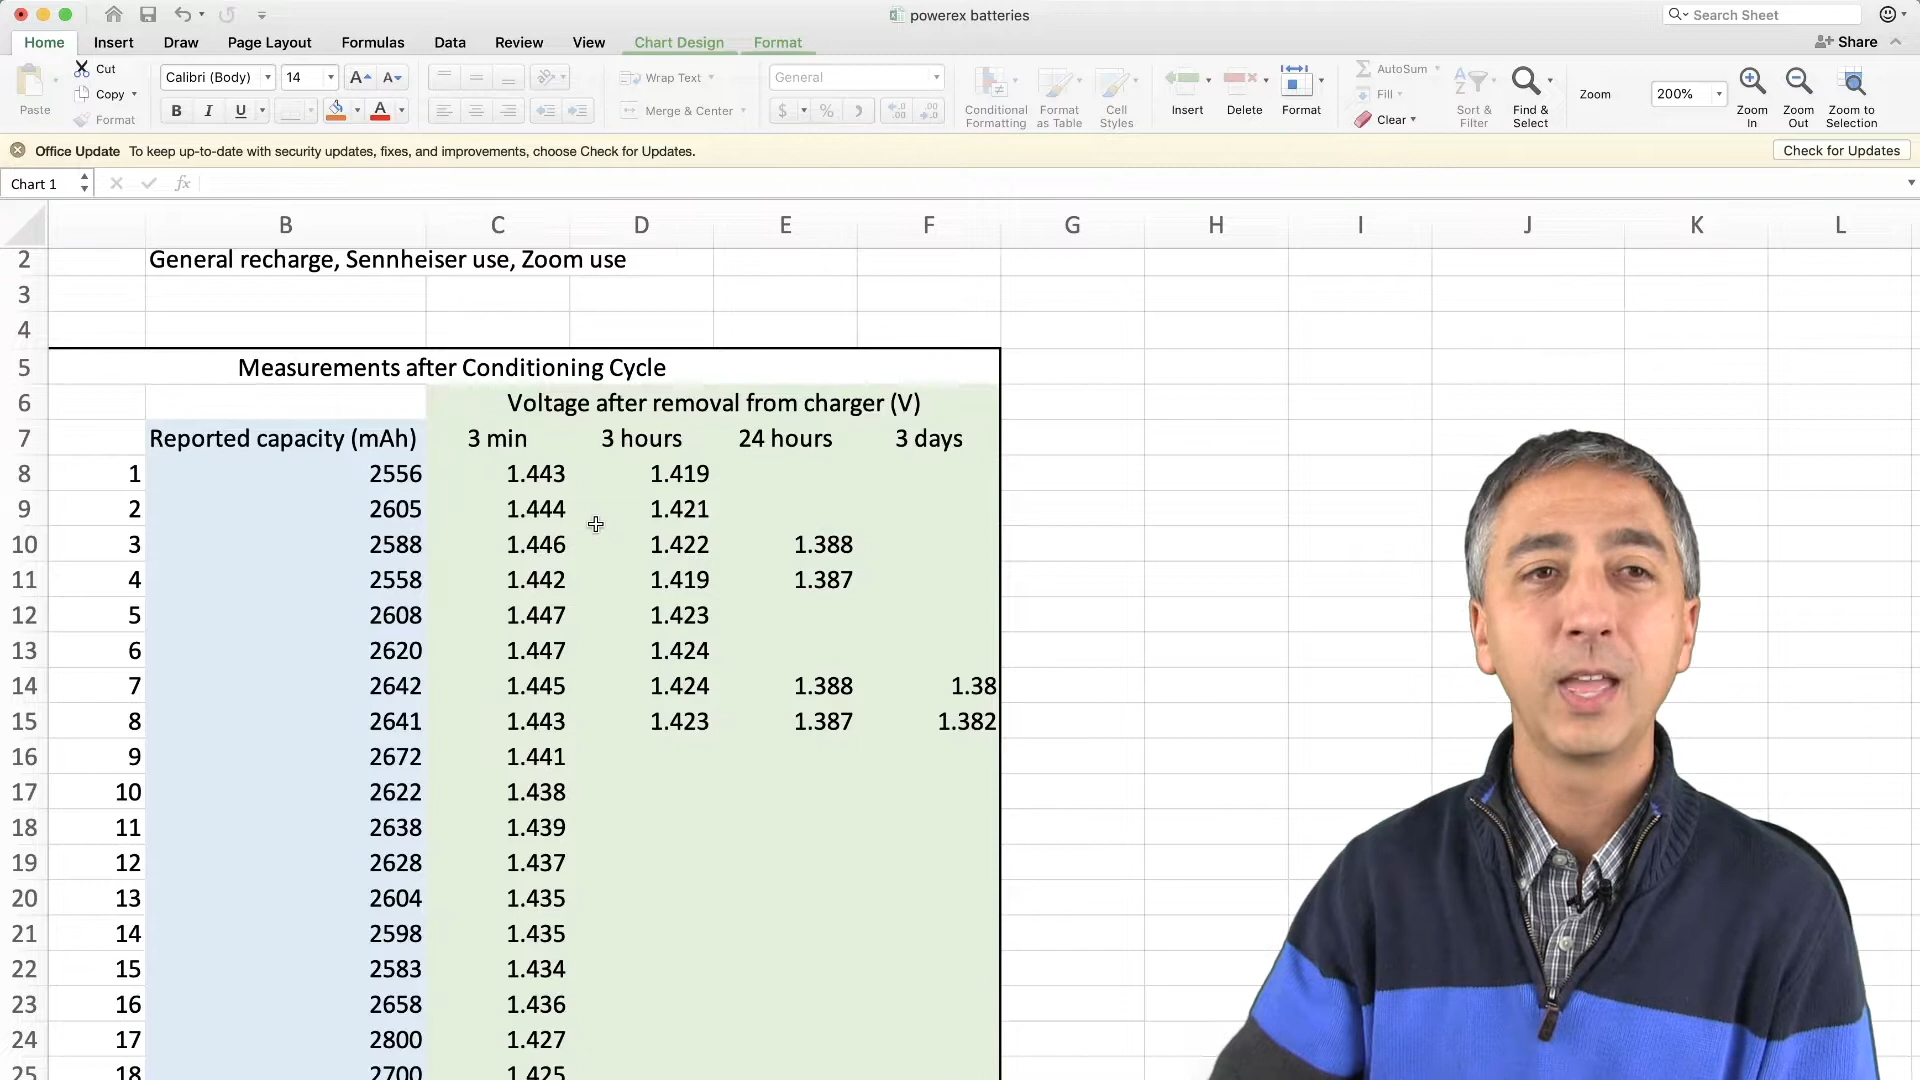 powerex batteries
Search Sheet
Home Insert Draw Page Layout Formulas Data Review View Chart Design Format
Share
Paste
Cut
Copy
Format
Calibri (Body) 14
A A
B I U
A
Wrap Text
Merge & Center
General
$ % )
Conditional Formatting
Format as Table
Cell Styles
Insert
Delete
Format
AutoSum
Fill
Clear
Sort & Filter
Find & Select
Zoom
200%
Zoom In
Zoom Out
Zoom to Selection
Office Update To keep up-to-date with security updates, fixes, and improvements, choose Check for Updates.
Check for Updates
Chart 1 fx
B C D E F G H I J K L
2 General recharge, Sennheiser use, Zoom use
3
4
5 Measurements after Conditioning Cycle
6 Voltage after removal from charger (V)
7 Reported capacity (mAh) 3 min 3 hours 24 hours 3 days
8 1 2556 1.443 1.419
9 2 2605 1.444 1.421
10 3 2588 1.446 1.422 1.388
11 4 2558 1.442 1.419 1.387
12 5 2608 1.447 1.423
13 6 2620 1.447 1.424
14 7 2642 1.445 1.424 1.388 1.38
15 8 2641 1.443 1.423 1.387 1.382
16 9 2672 1.441
17 10 2622 1.438
18 11 2638 1.439
19 12 2628 1.437
20 13 2604 1.435
21 14 2598 1.435
22 15 2583 1.434
23 16 2658 1.436
24 17 2800 1.427
25 18 2700 1.425